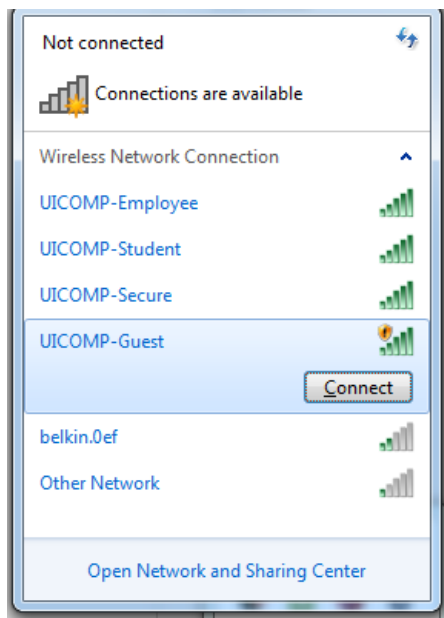 Not connected
Connections are available
Wireless Network Connection
UICOMP-Employee
UICOMP-Student
UICOMP-Secure
UICOMP-Guest
Connect
belkin.0ef
Other Network
Open Network and Sharing Center